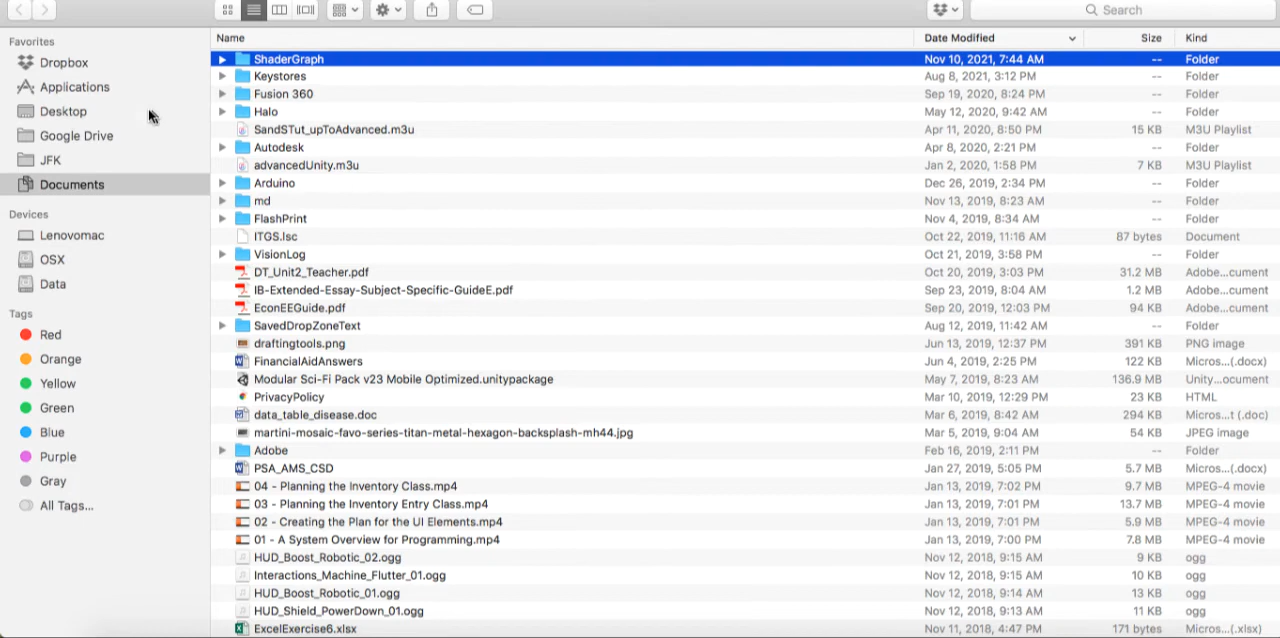 Search
Favorites
Dropbox
Applications
Desktop
Google Drive
JFK
Documents
Devices
Lenovomac
OSX
Data
Tags
Red
Orange
Yellow
Green
Blue
Purple
Gray
All Tags...
Name Date Modified Size Kind
ShaderGraph Nov 10, 2021, 7:44 AM -- Folder
Keystores Aug 8, 2021, 3:12 PM -- Folder
Fusion 360 Sep 19, 2020, 8:24 PM -- Folder
Halo May 12, 2020, 9:42 AM -- Folder
SandSTut_upToAdvanced.m3u Apr 11, 2020, 8:50 PM 15 KB M3U Playlist
Autodesk Apr 8, 2020, 2:21 PM -- Folder
advancedUnity.m3u Jan 2, 2020, 1:58 PM 7 KB M3U Playlist
Arduino Dec 26, 2019, 2:34 PM -- Folder
md Nov 13, 2019, 8:23 AM -- Folder
FlashPrint Nov 4, 2019, 8:34 AM -- Folder
ITGS.lsc Oct 22, 2019, 11:16 AM 87 bytes Document
VisionLog Oct 21, 2019, 3:58 PM -- Folder
DT_Unit2_Teacher.pdf Oct 20, 2019, 3:03 PM 31.2 MB Adobe...cument
IB-Extended-Essay-Subject-Specific-GuideE.pdf Sep 23, 2019, 8:04 AM 1.2 MB Adobe...cument
EconEEGuide.pdf Sep 20, 2019, 12:03 PM 94 KB Adobe...cument
SavedDropZoneText Aug 12, 2019, 11:42 AM -- Folder
draftingtools.png Jun 13, 2019, 12:37 PM 391 KB PNG image
FinancialAidAnswers Jun 4, 2019, 2:25 PM 122 KB Micros...(.docx)
Modular Sci-Fi Pack v23 Mobile Optimized.unitypackage May 7, 2019, 8:23 AM 136.9 MB Unity...ocument
PrivacyPolicy Mar 10, 2019, 12:29 PM 23 KB HTML
data_table_disease.doc Mar 6, 2019, 8:42 AM 294 KB Micros...t (.doc)
martini-mosaic-favo-series-titan-metal-hexagon-backsplash-mh44.jpg Mar 5, 2019, 9:04 AM 54 KB JPEG image
Adobe Feb 16, 2019, 2:11 PM -- Folder
PSA_AMS_CSD Jan 27, 2019, 5:05 PM 5.7 MB Micros...(.docx)
04 - Planning the Inventory Class.mp4 Jan 13, 2019, 7:02 PM 9.7 MB MPEG-4 movie
03 - Planning the Inventory Entry Class.mp4 Jan 13, 2019, 7:01 PM 13.7 MB MPEG-4 movie
02 - Creating the Plan for the UI Elements.mp4 Jan 13, 2019, 7:01 PM 5.9 MB MPEG-4 movie
01 - A System Overview for Programming.mp4 Jan 13, 2019, 7:00 PM 7.8 MB MPEG-4 movie
HUD_Boost_Robotic_02.ogg Nov 12, 2018, 9:15 AM 9 KB ogg
Interactions_Machine_Flutter_01.ogg Nov 12, 2018, 9:15 AM 10 KB ogg
HUD_Boost_Robotic_01.ogg Nov 12, 2018, 9:14 AM 13 KB ogg
HUD_Shield_PowerDown_01.ogg Nov 12, 2018, 9:13 AM 11 KB ogg
ExcelExercise6.xlsx Nov 11, 2018, 4:47 PM 171 bytes Micros...(.xlsx)